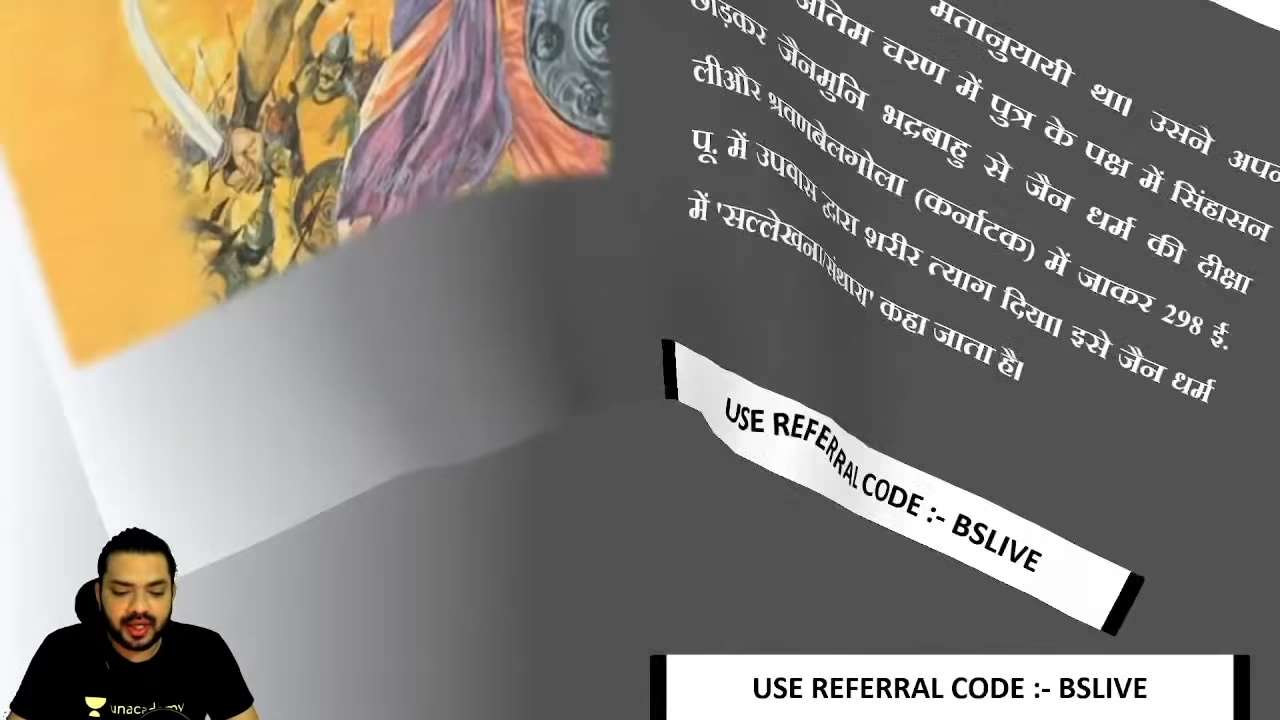 मतानुयायी था। उसने
अंतिम चरण में पुत्र के पक्ष में सिंहासन
छोड़कर जैनमुनि भद्रबाहु से जैन धर्म की दीक्षा
लीऔर श्रवणबेलगोला (कर्नाटक) में जाकर 298 ई.
पू. में उपवास द्वारा शरीर त्याग दिया। इसे जैन धर्म
में 'सल्लेखना/संथारा' कहा जाता है।
USE REFERRAL CODE :- BSLIVE
USE REFERRAL CODE :- BSLIVE
unacademy